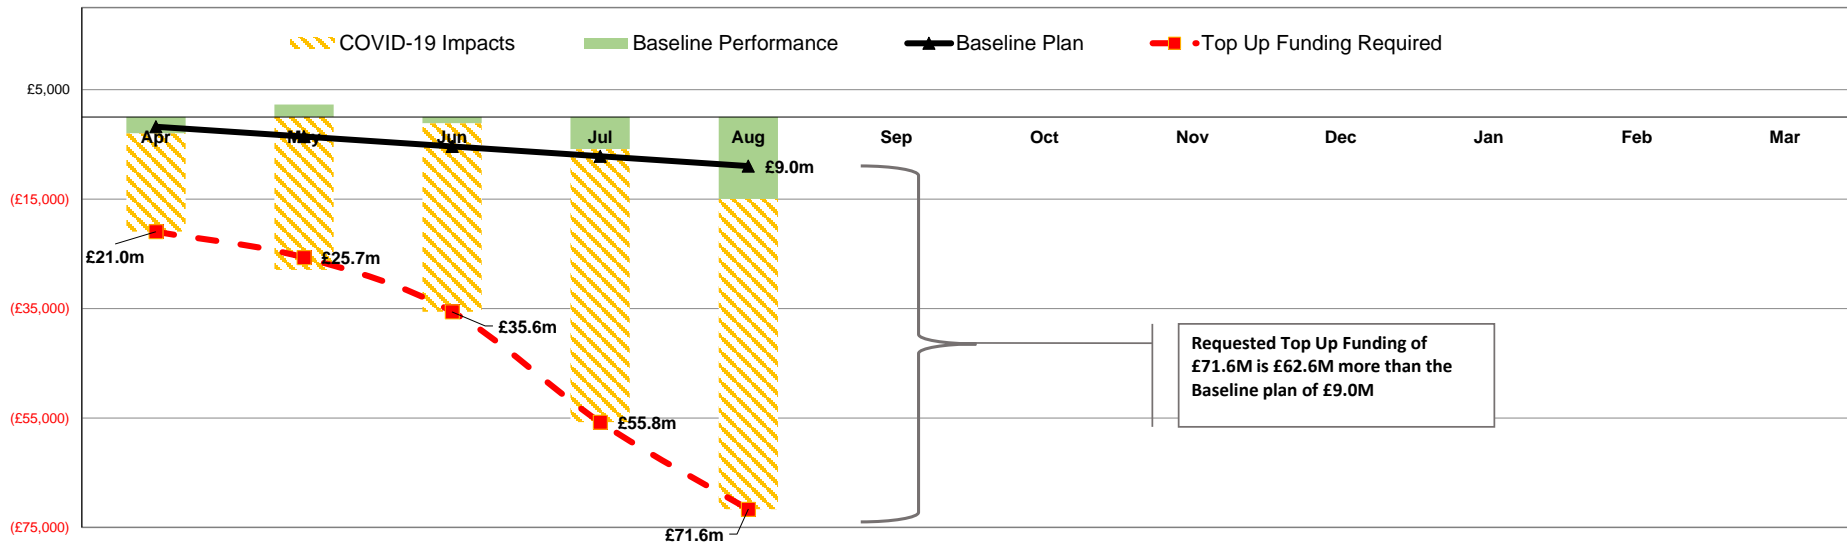 COVID-19 Impacts
Baseline Performance
Baseline Plan
Top Up Funding Required
£5,000
Apr
May
Jun
Jul
Aug
Sep
Oct
Nov
Dec
Jan
Feb
Mar
£9.0m
(£15,000)
£21.0m
£25.7m
(£35,000)
£35.6m
Requested Top Up Funding of
£71.6M is £62.6M more than the
Baseline plan of £9.0M
(£55,000)
£55.8m
(£75,000)
£71.6m